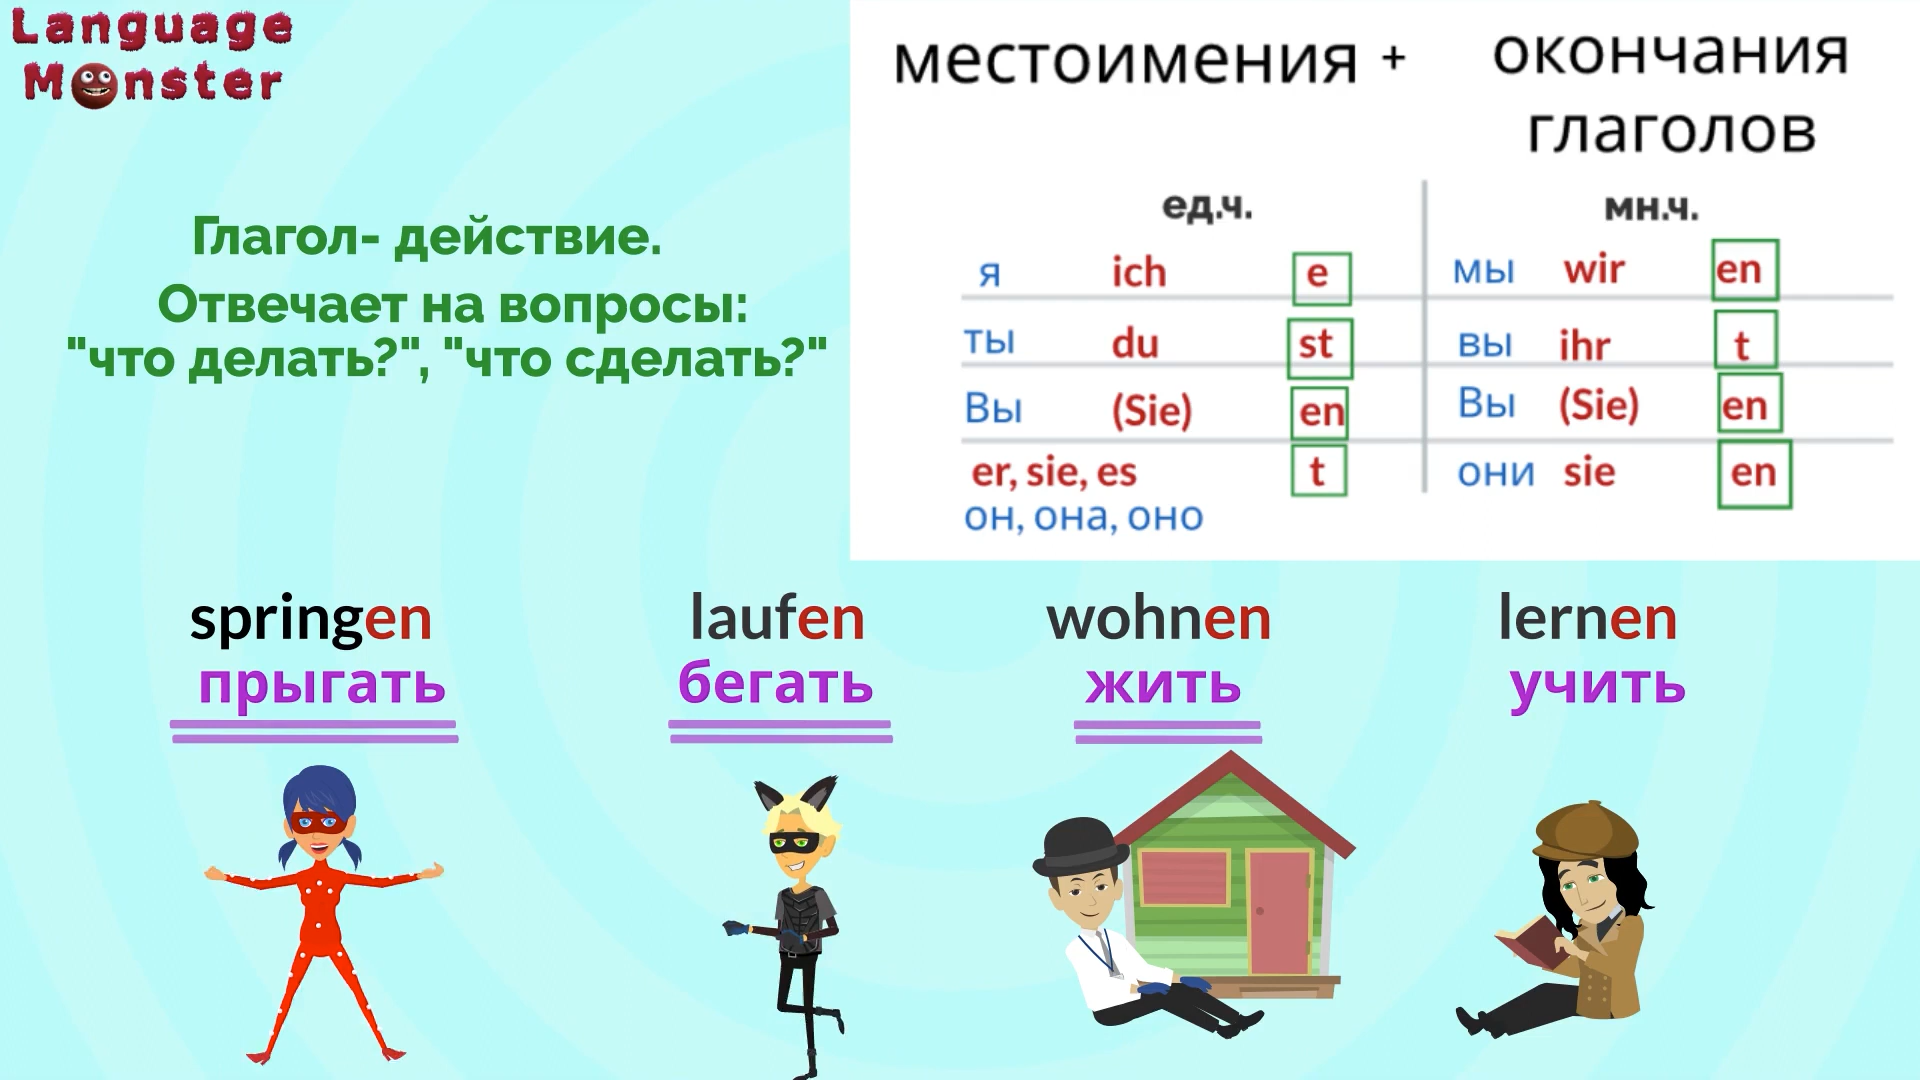 Language
Monster
местоимения + окончания
глаголов
Глагол- действие.
Отвечает на вопросы:
"что делать?", "что сделать?"
ед.ч. мн.ч.
я ich e мы wir en
ты du st вы ihr t
Вы (Sie) en Вы (Sie) en
er, sie, es t они sie en
он, она, оно
springen laufen wohnen lernen
прыгать бегать жить учить